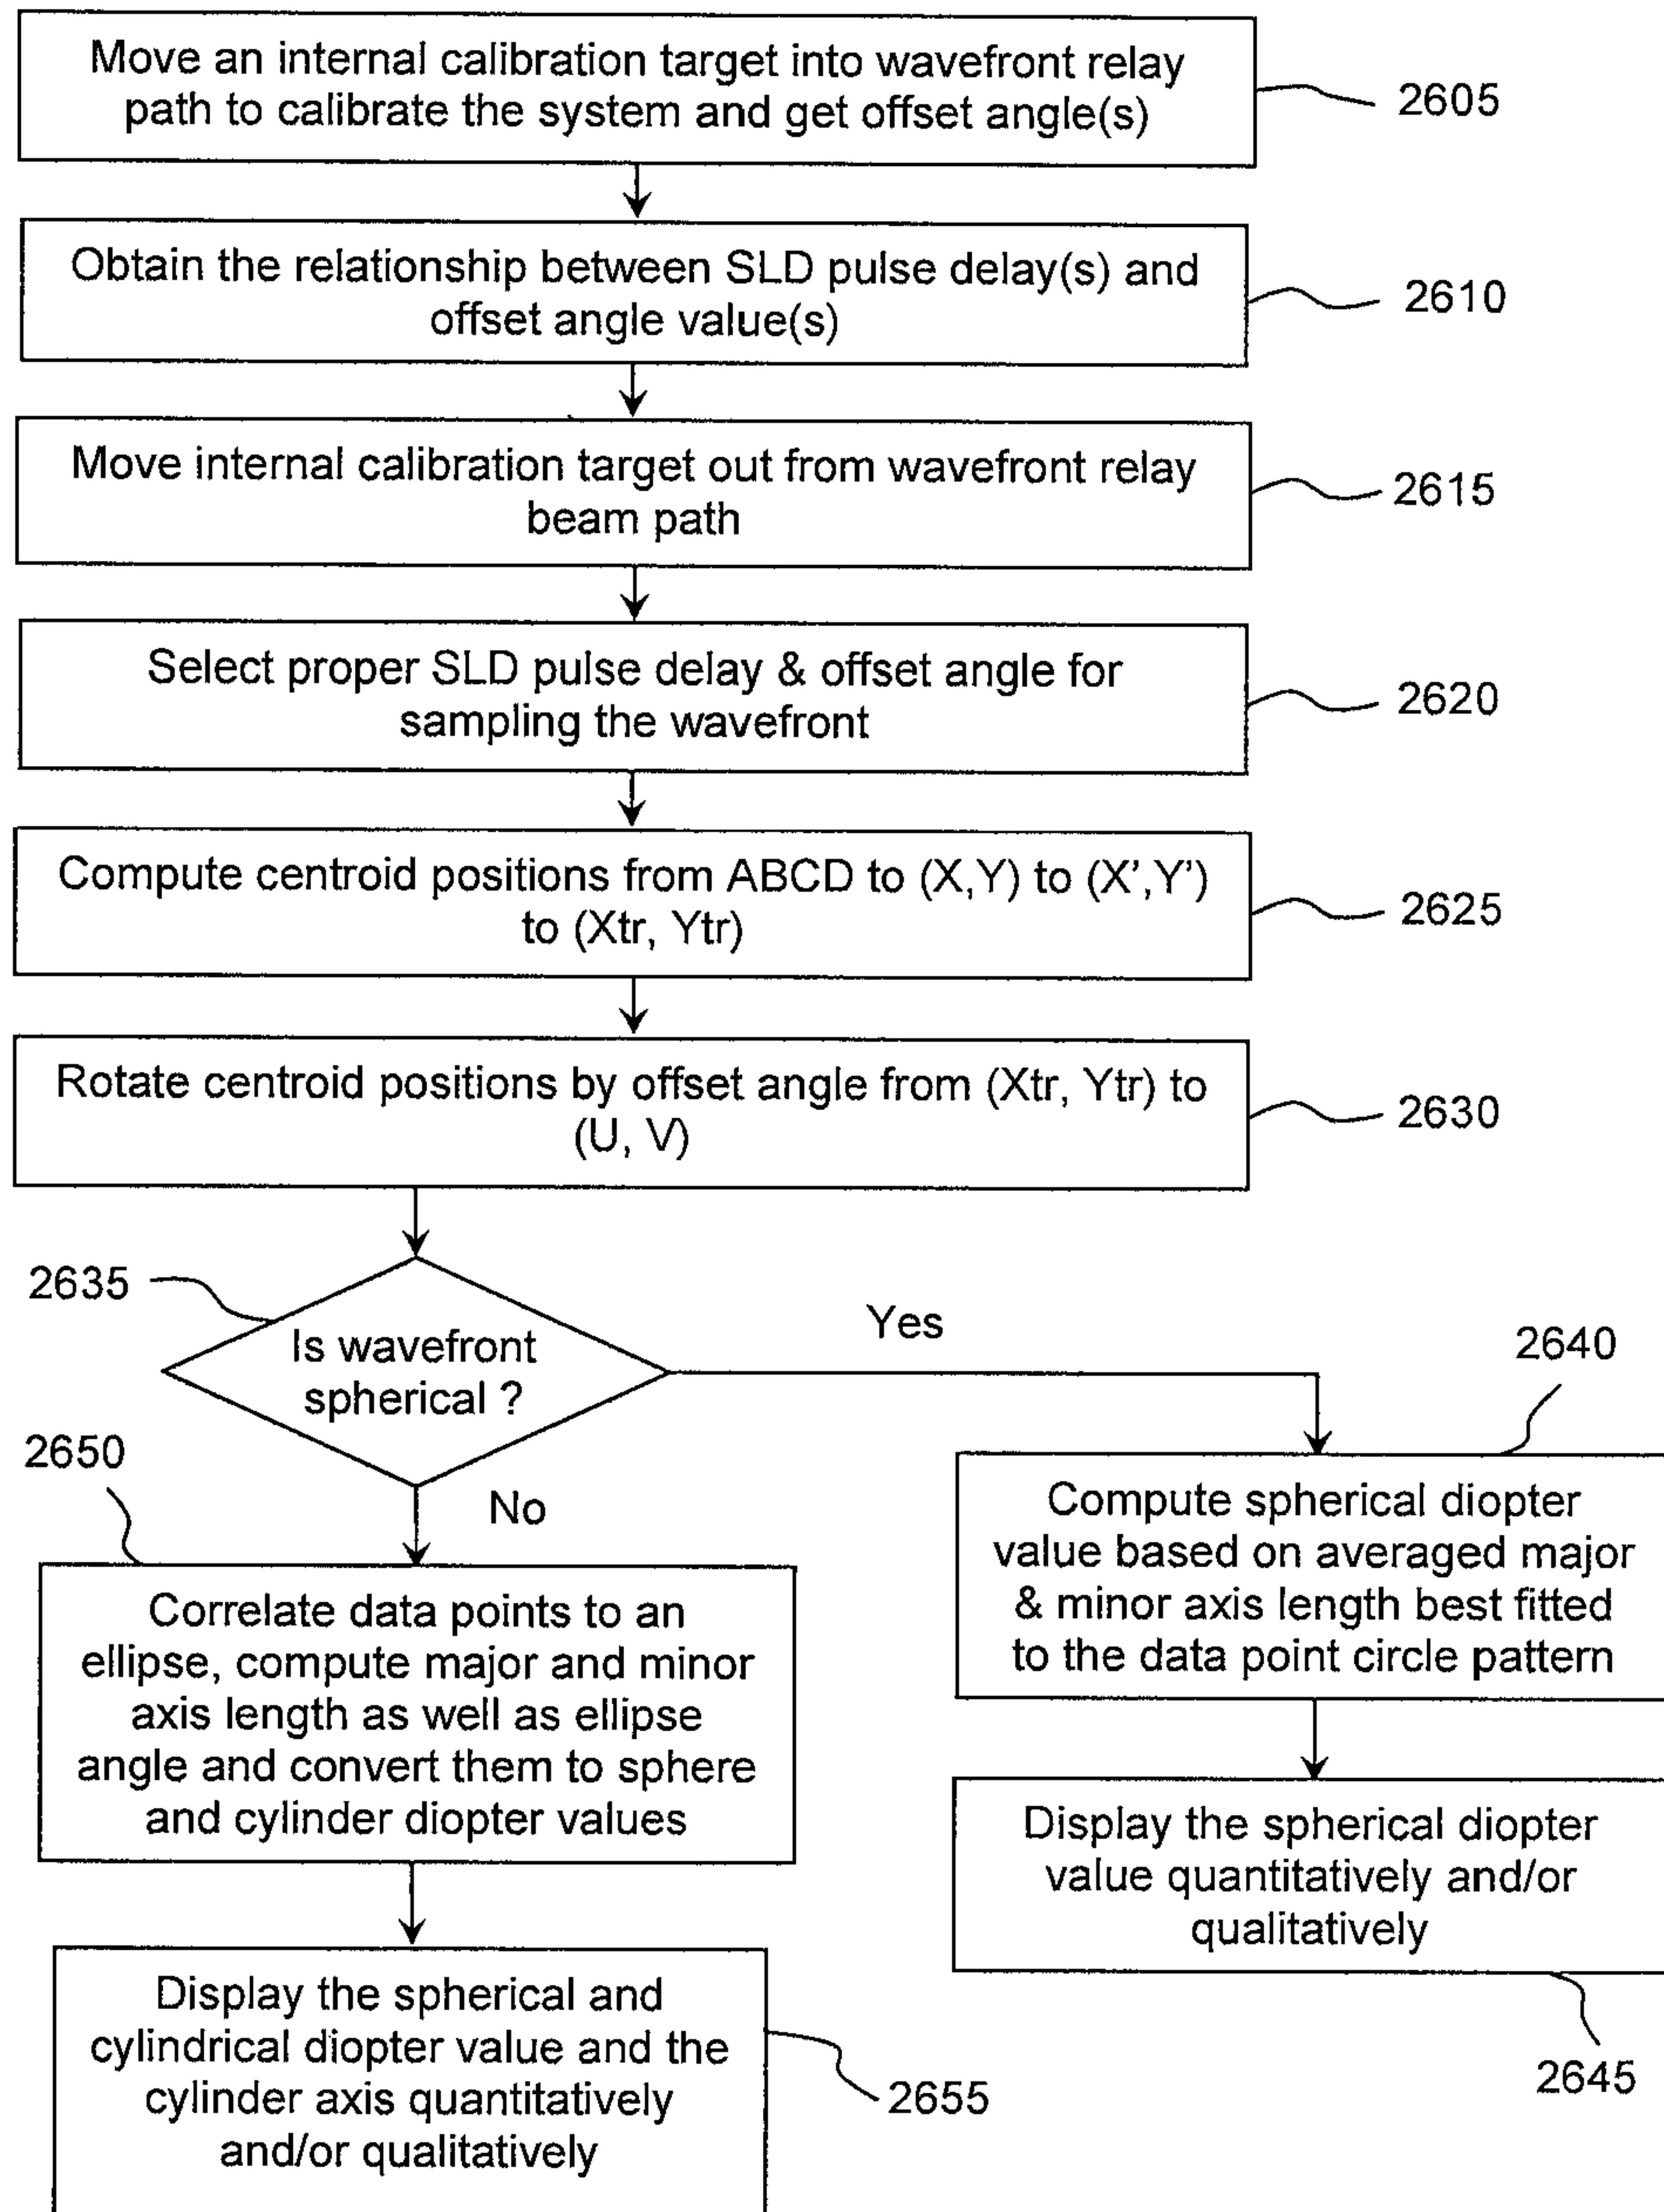 Move an internal calibration target into wavefront relay
path to calibrate the system and get offset angle(s)
2605
Obtain the relationship between SLD pulse delay(s) and
offset angle value(s)
2610
Move internal calibration target out from wavefront relay
beam path
2615
Select proper SLD pulse delay & offset angle for
sampling the wavefront
2620
Compute centroid positions from ABCD to (X,Y) to (X',Y')
to (Xtr, Ytr)
2625
Rotate centroid positions by offset angle from (Xtr, Ytr) to
(U, V)
2630
2635
Is wavefront
spherical ?
Yes
No
2640
Compute spherical diopter
value based on averaged major
& minor axis length best fitted
to the data point circle pattern
Display the spherical diopter
value quantitatively and/or
qualitatively
2645
2650
Correlate data points to an
ellipse, compute major and minor
axis length as well as ellipse
angle and convert them to sphere
and cylinder diopter values
Display the spherical and
cylindrical diopter value and the
cylinder axis quantitatively
and/or qualitatively
2655